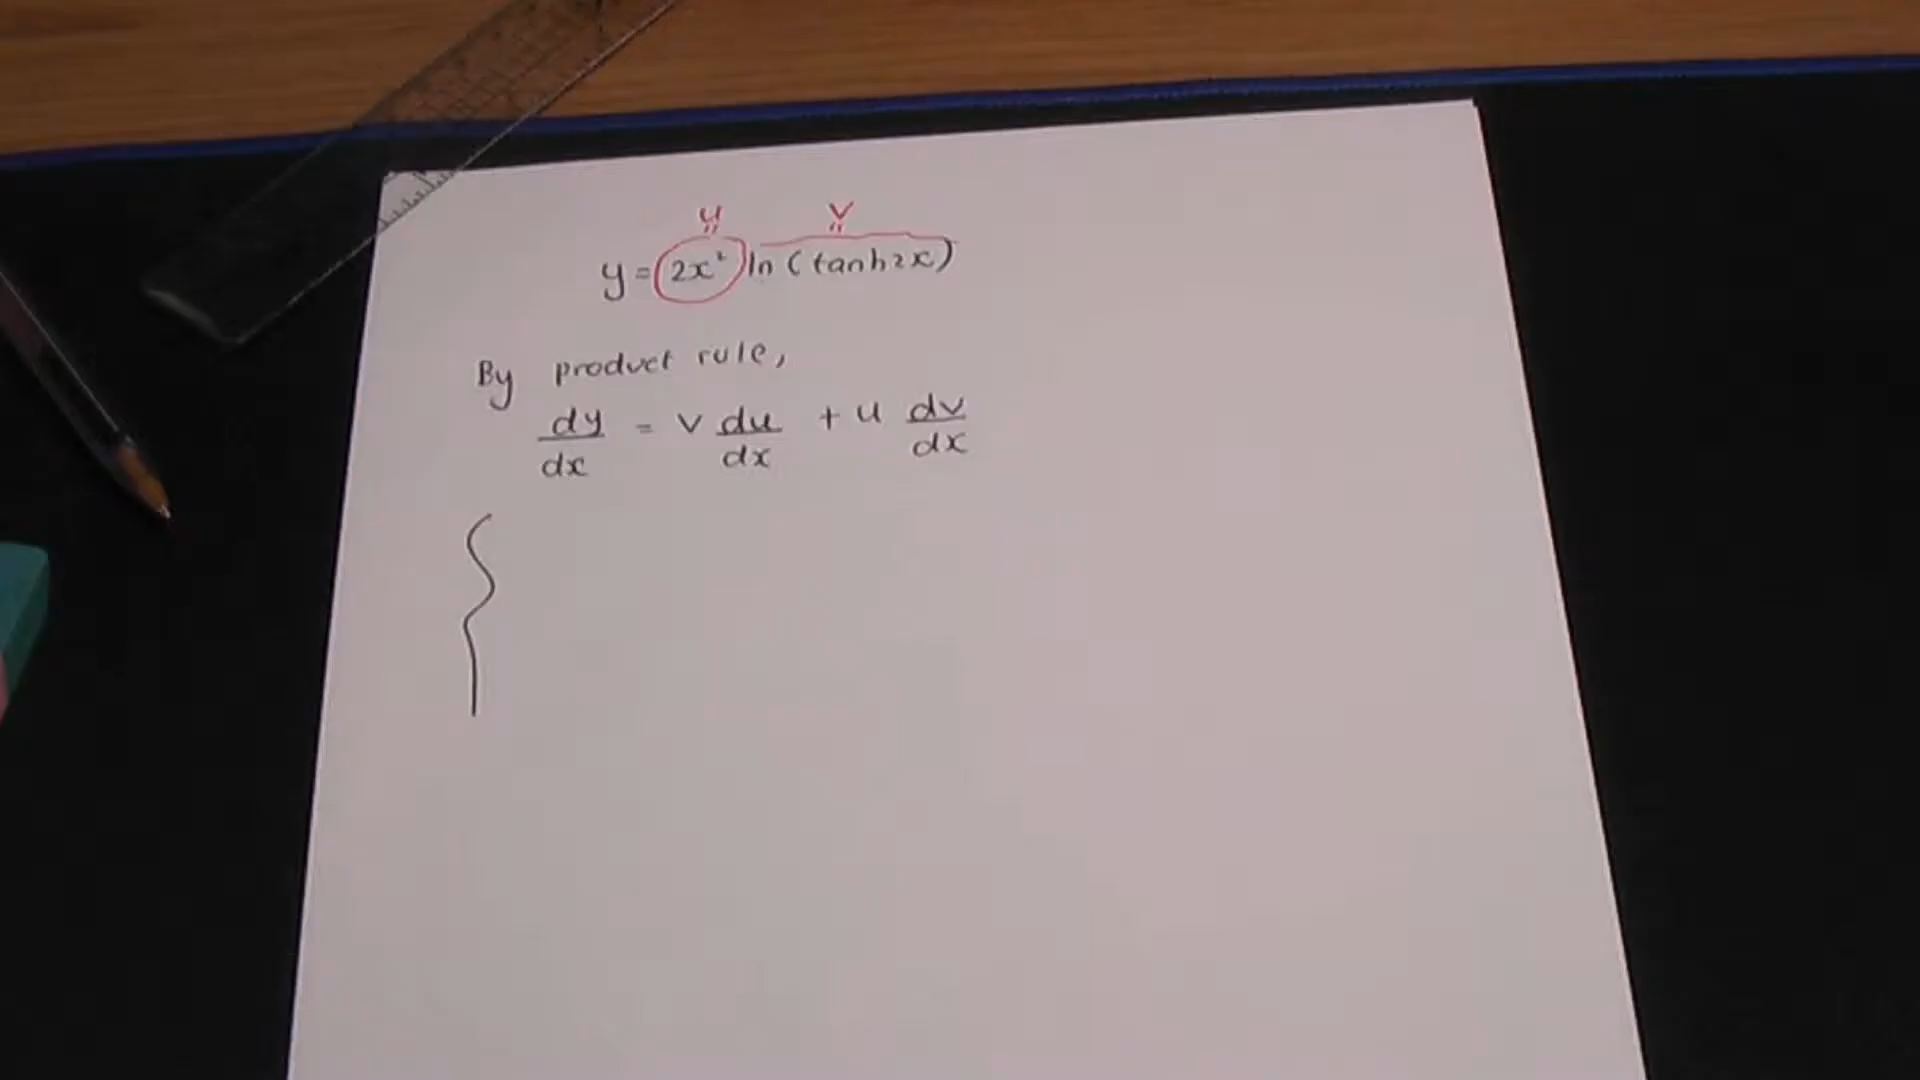 u v
" "
y = 2x² ln (tanh2x)
By product rule,
dy/dx = v du/dx + u dv/dx